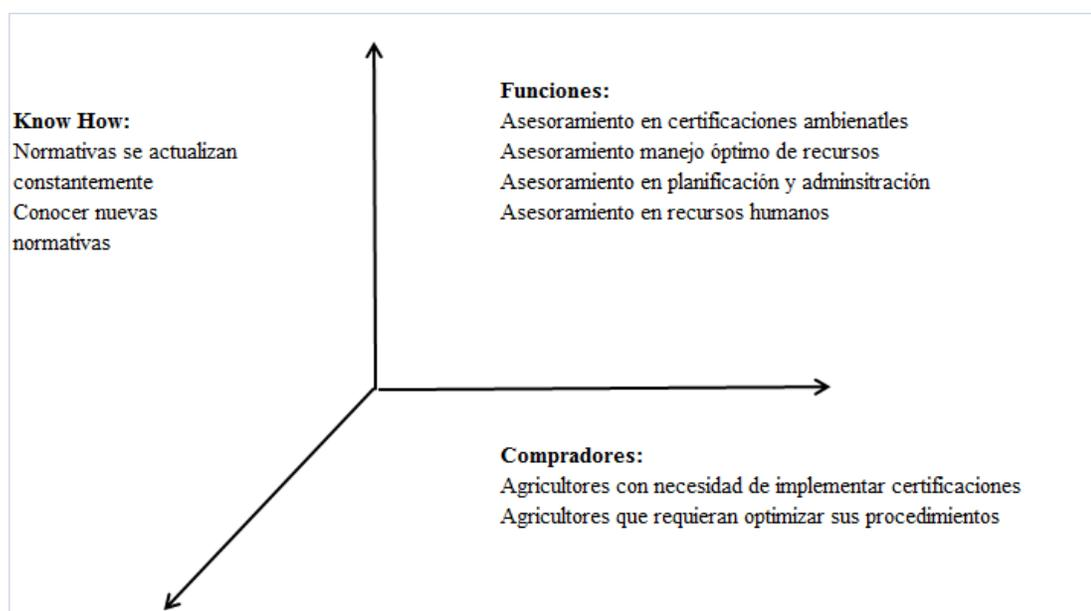 Know How:
Normativas se actualizan
constantemente
Conocer nuevas
normativas
Funciones:
Asesoramiento en certificaciones ambienatles
Asesoramiento manejo óptimo de recursos
Asesoramiento en planificación y adminsitración
Asesoramiento en recursos humanos
Compradores:
Agricultores con necesidad de implementar certificaciones
Agricultores que requieran optimizar sus procedimientos